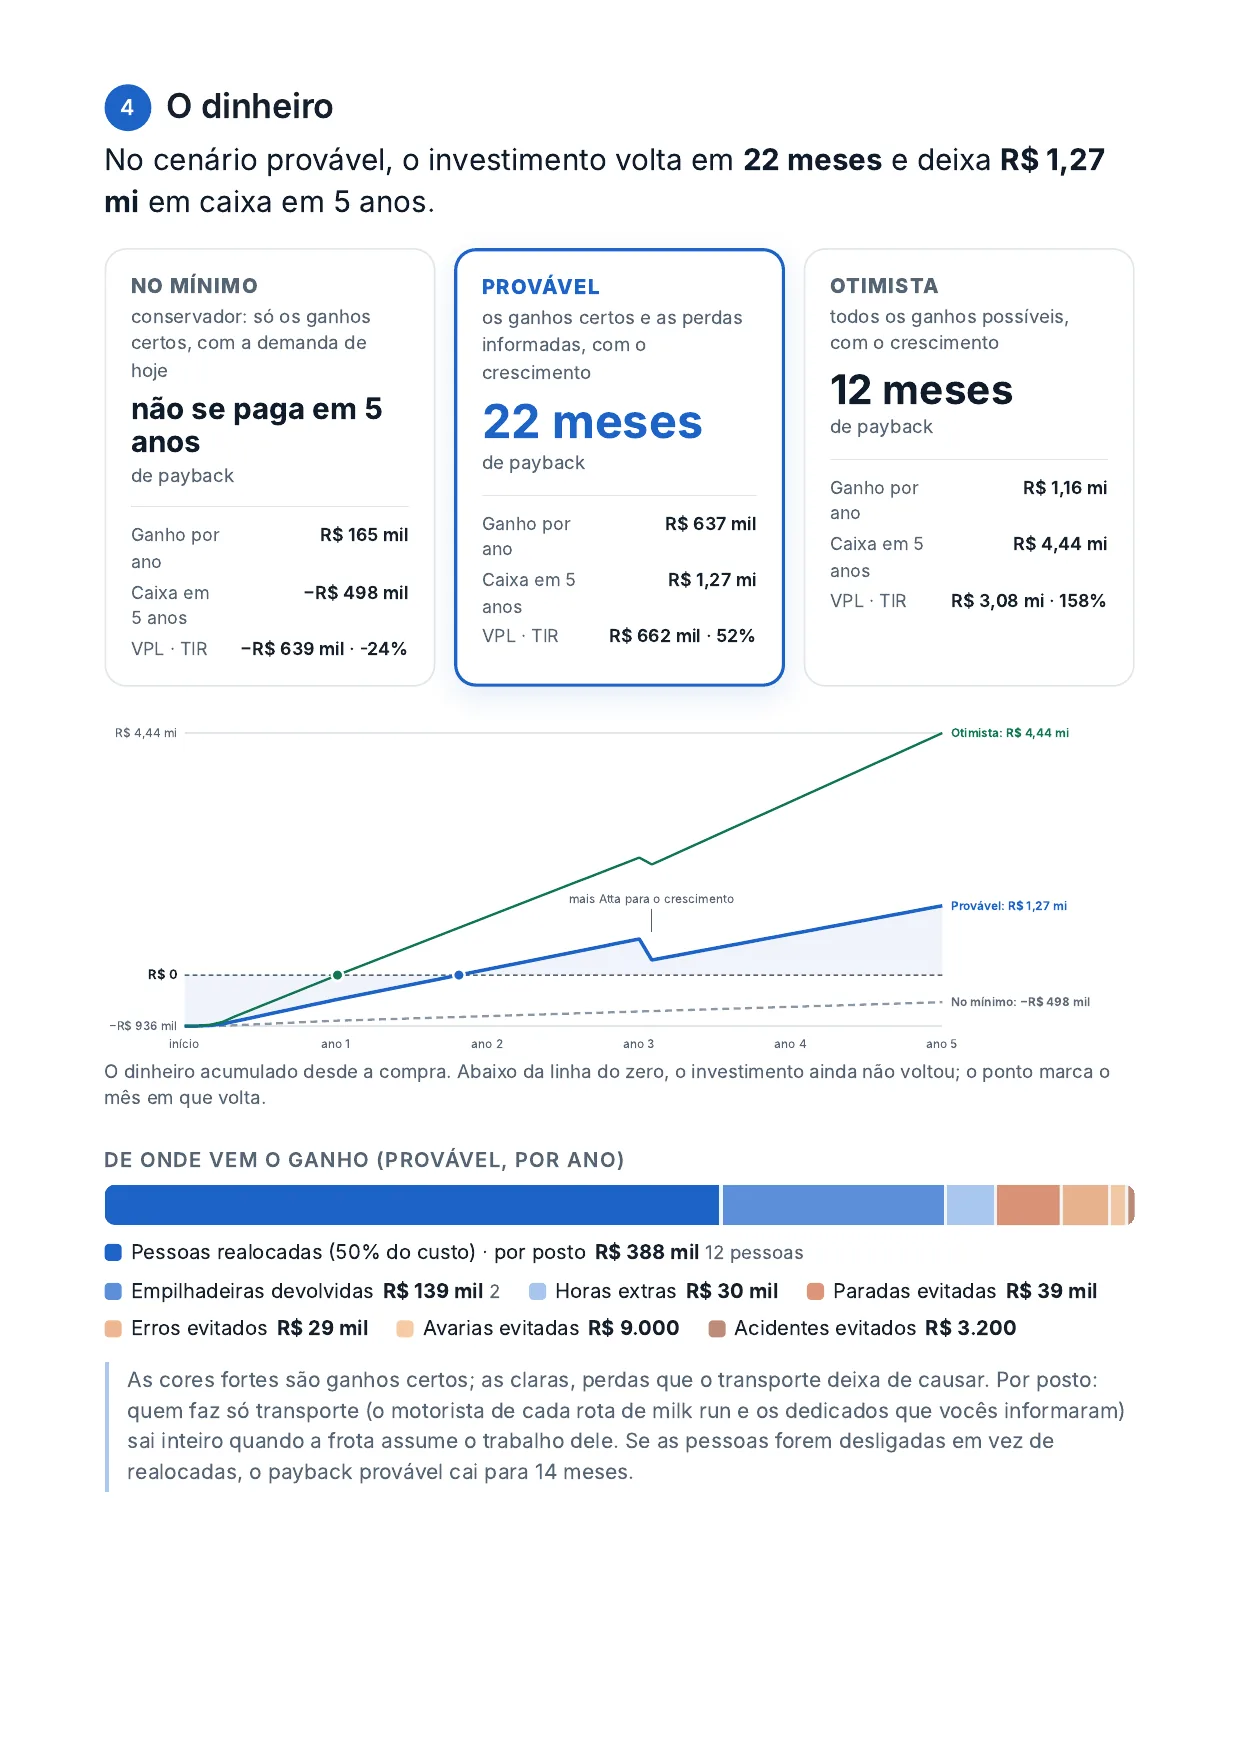 4 O dinheiro
No cenário provável, o investimento volta em 22 meses e deixa R$ 1,27
mi em caixa em 5 anos.
NO MÍNIMO
conservador: só os ganhos
certos, com a demanda de
hoje
não se paga em 5
anos
de payback
Ganho por
ano
R$ 165 mil
Caixa em
5 anos
−R$ 498 mil
VPL · TIR −R$ 639 mil · -24%
PROVÁVEL
os ganhos certos e as perdas
informadas, com o
crescimento
22 meses
de payback
Ganho por
ano
R$ 637 mil
Caixa em 5
anos
R$ 1,27 mi
VPL · TIR R$ 662 mil · 52%
OTIMISTA
todos os ganhos possíveis,
com o crescimento
12 meses
de payback
Ganho por
ano
R$ 1,16 mi
Caixa em 5
anos
R$ 4,44 mi
VPL · TIR R$ 3,08 mi · 158%
R$ 4,44 mi
Otimista: R$ 4,44 mi
mais Atta para o crescimento
Provável: R$ 1,27 mi
R$ 0
No mínimo: −R$ 498 mil
−R$ 936 mil
início ano 1 ano 2 ano 3 ano 4 ano 5
O dinheiro acumulado desde a compra. Abaixo da linha do zero, o investimento ainda não voltou; o ponto marca o
mês em que volta.
DE ONDE VEM O GANHO (PROVÁVEL, POR ANO)
Pessoas realocadas (50% do custo) · por posto R$ 388 mil 12 pessoas
Empilhadeiras devolvidas R$ 139 mil 2 Horas extras R$ 30 mil Paradas evitadas R$ 39 mil
Erros evitados R$ 29 mil Avarias evitadas R$ 9.000 Acidentes evitados R$ 3.200
As cores fortes são ganhos certos; as claras, perdas que o transporte deixa de causar. Por posto:
quem faz só transporte (o motorista de cada rota de milk run e os dedicados que vocês informaram)
sai inteiro quando a frota assume o trabalho dele. Se as pessoas forem desligadas em vez de
realocadas, o payback provável cai para 14 meses.